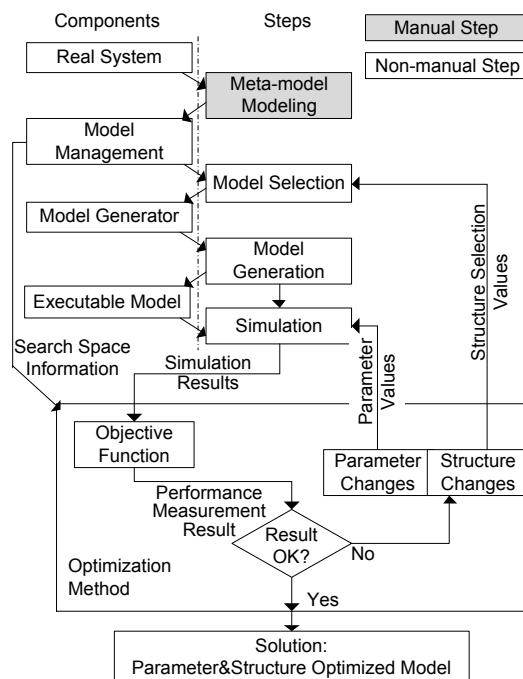 Components
Steps
Manual Step
Real System
Non-manual Step
Meta-model
Modeling
Model
Management
Model Selection
Model Generator
Model
Generation
Executable Model
Simulation
Structure Selection
Values
Search Space
Information
Simulation
Results
Parameter
Values
Objective
Function
Parameter
Changes
Structure
Changes
Performance
Measurement
Result
Result
OK?
No
Optimization
Method
Yes
Solution:
Parameter&Structure Optimized Model